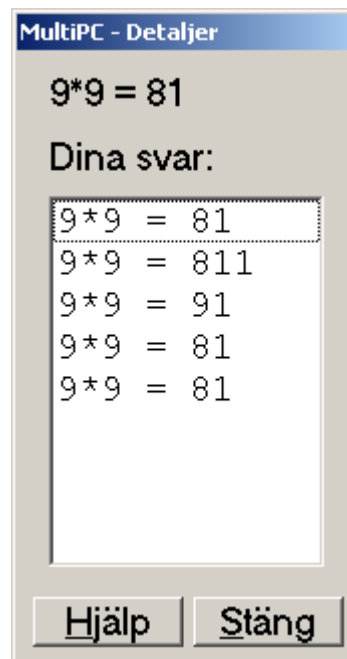 MultiPC - Detaljer
9*9 = 81
Dina svar:
9*9 = 81
9*9 = 811
9*9 = 91
9*9 = 81
9*9 = 81
Hjälp Stäng